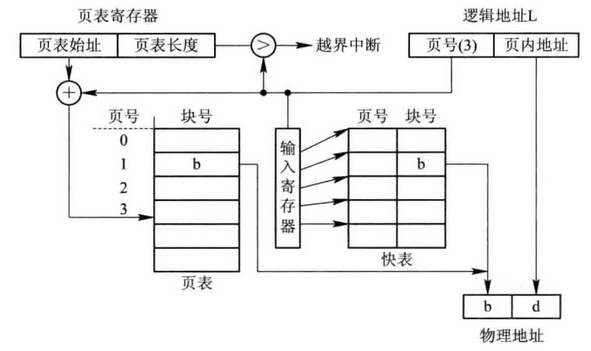 页表寄存器
逻辑地址L
页表始址 页表长度
>
越界中断
页号(3) 页内地址
+
页号 块号
页号 块号
0
1 b
2
3
输入寄存器
b
页表
快表
b d
物理地址